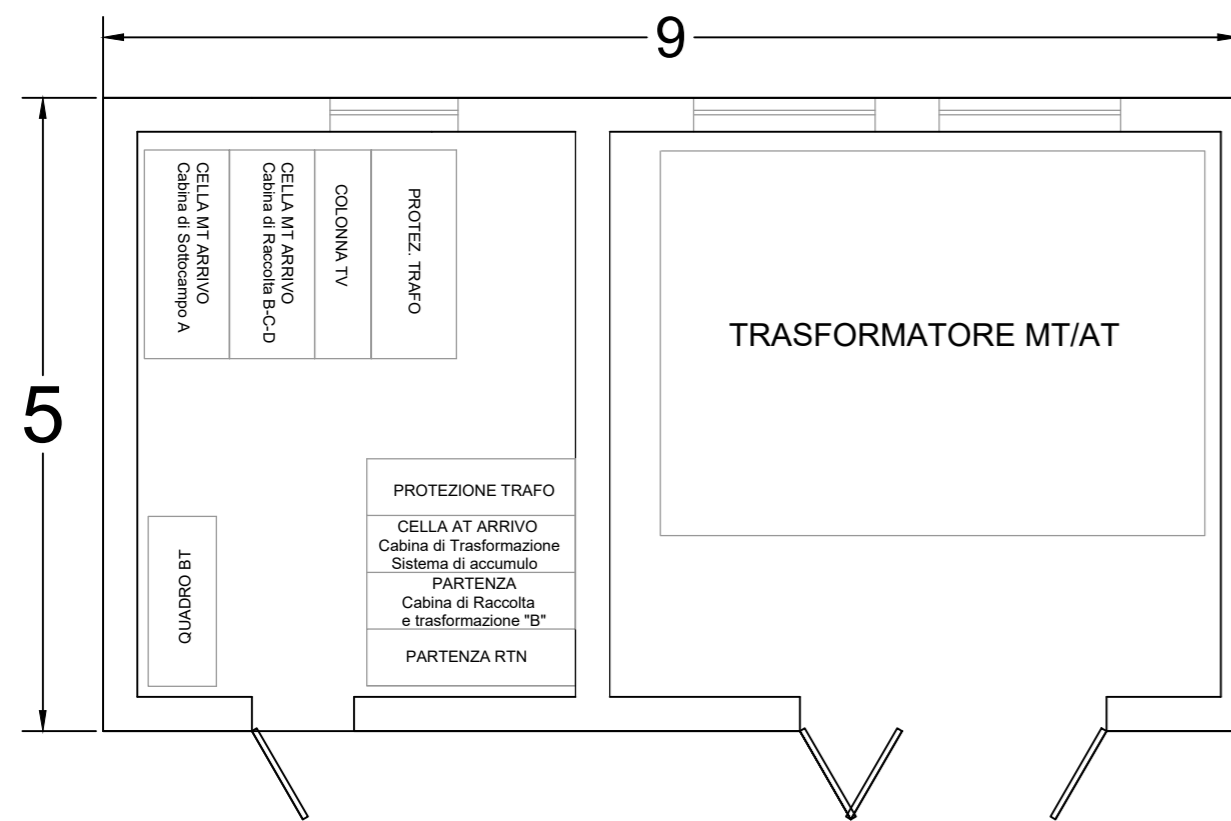 9
5
CELLA MT ARRIVO
Cabina di Sottocampo A
CELLA MT ARRIVO
Cabina di Raccolta B-C-D
COLONNA TV
PROTEZ. TRAFO
TRASFORMATORE MT/AT
PROTEZIONE TRAFO
CELLA AT ARRIVO
Cabina di Trasformazione
Sistema di accumulo
PARTENZA
Cabina di Raccolta
e trasformazione "B"
PARTENZA RTN
QUADRO BT